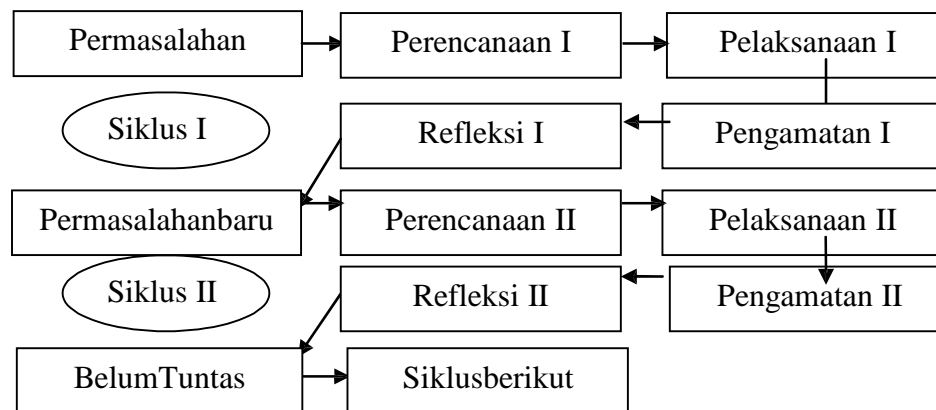 Permasalahan
Perencanaan I
Pelaksanaan I
Siklus I
Refleksi I
Pengamatan I
Permasalahanbaru
Perencanaan II
Pelaksanaan II
Siklus II
Refleksi II
Pengamatan II
BelumTuntas
Siklusberikut